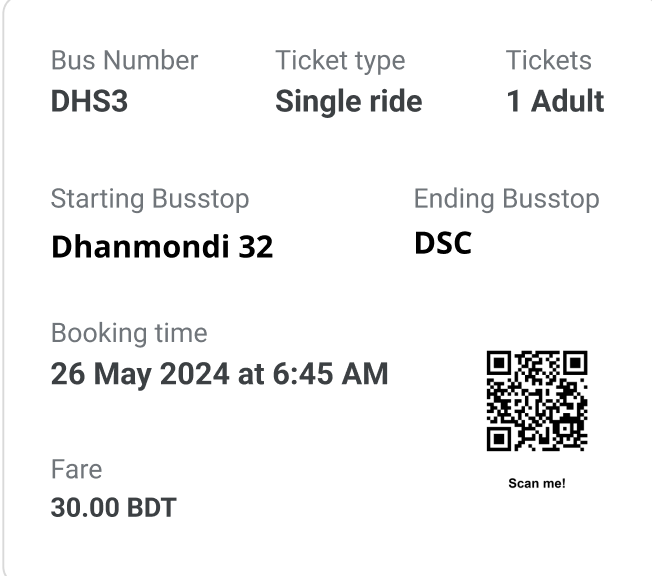 Bus Number Ticket type Tickets
DHS3 Single ride 1 Adult
Starting Busstop Ending Busstop
Dhanmondi 32 DSC
Booking time
26 May 2024 at 6:45 AM
Scan me!
Fare
30.00 BDT